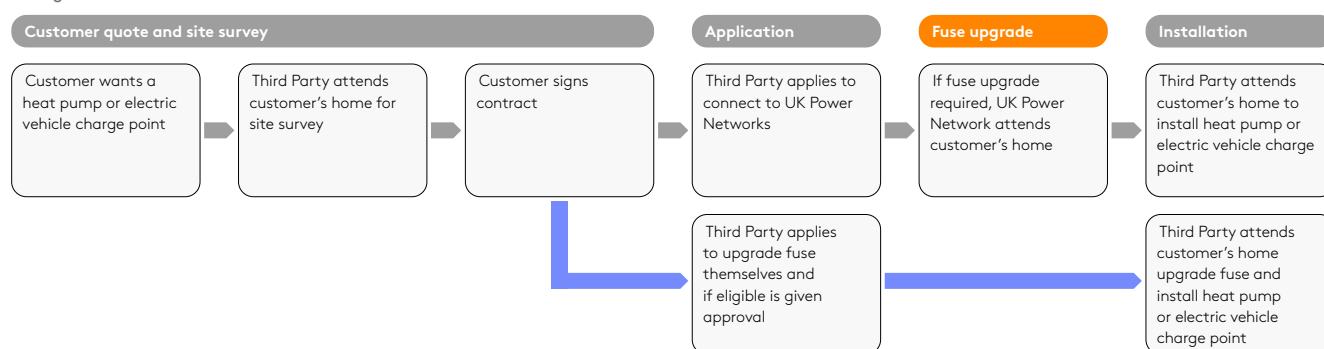 Customer quote and site survey
Application
Fuse upgrade
Installation
Customer wants a
heat pump or electric
vehicle charge point
Third Party attends
customer's home for
site survey
Customer signs
contract
Third Party applies to
connect to UK Power
Networks
If fuse upgrade
required, UK Power
Network attends
customer's home
Third Party attends
customer's home to
install heat pump or
electric vehicle charge
point
Third Party applies
to upgrade fuse
themselves and
if eligible is given
approval
Third Party attends
customer's home
upgrade fuse and
install heat pump
or electric vehicle
charge point